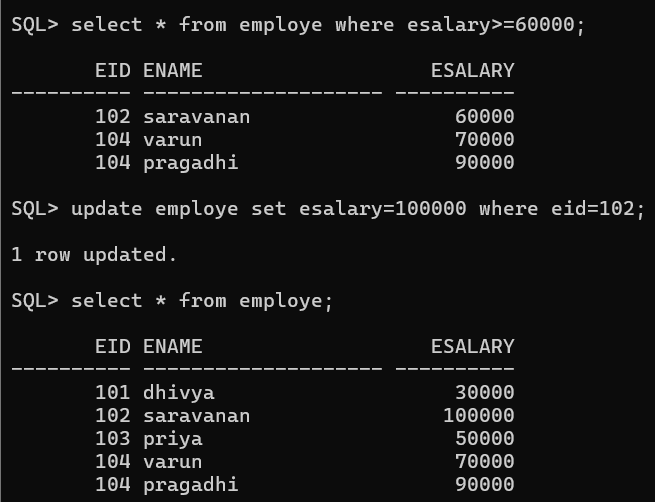 SQL> select * from employe where esalary>=60000;
EID ENAME ESALARY
---------- -------------------- ----------
102 saravanan 60000
104 varun 70000
104 pragadhi 90000
SQL> update employe set esalary=100000 where eid=102;
1 row updated.
SQL> select * from employe;
EID ENAME ESALARY
---------- -------------------- ----------
101 dhivya 30000
102 saravanan 100000
103 priya 50000
104 varun 70000
104 pragadhi 90000